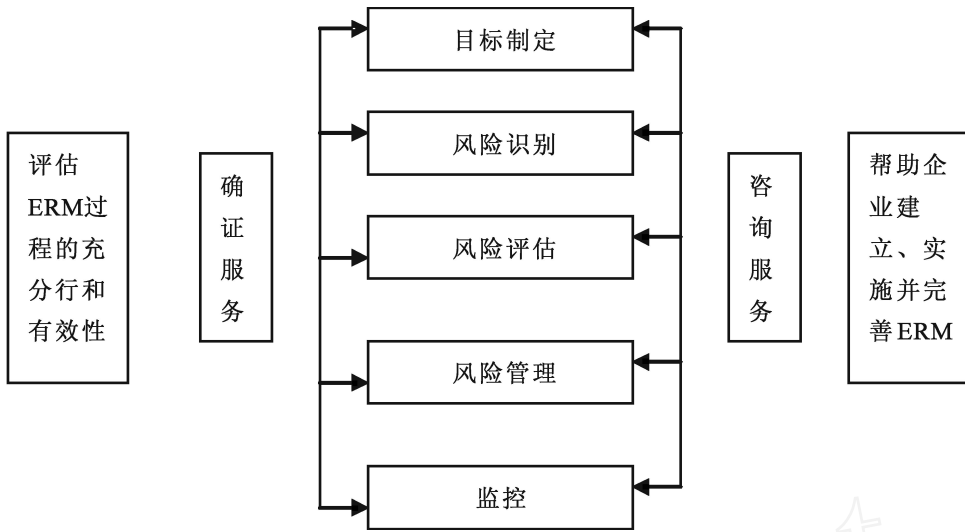 评估
ERM过
程的充
分行和
有效性
确
证
服
务
目标制定
风险识别
风险评估
风险管理
监控
咨
询
服
务
帮助企
业建
立、实
施并完
善ERM